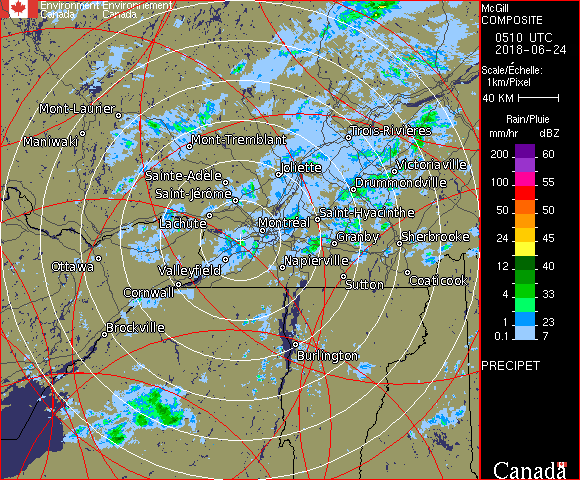 Environment Environnement
Canada Canada
Mont-Laurier
Maniwaki
Mont-Tremblant
Trois-Rivières
Joliette
Victoriaville
Sainte-Adèle
Drummondville
Saint-Jérôme
Lachute
Saint-Hyacinthe
Montréal
Granby
Sherbrooke
Ottawa
Valleyfield
Napierville
Cornwall
Sutton
Coaticook
Brockville
Burlington
McGill
COMPOSITE
0510 UTC
2018-06-24
Scale/Échelle:
1km/Pixel
40 KM
Rain/Pluie
mm/hr dBZ
200 60
100 55
50 50
24 45
12 40
4 33
1 23
0.1 7
PRECIPET
Canada